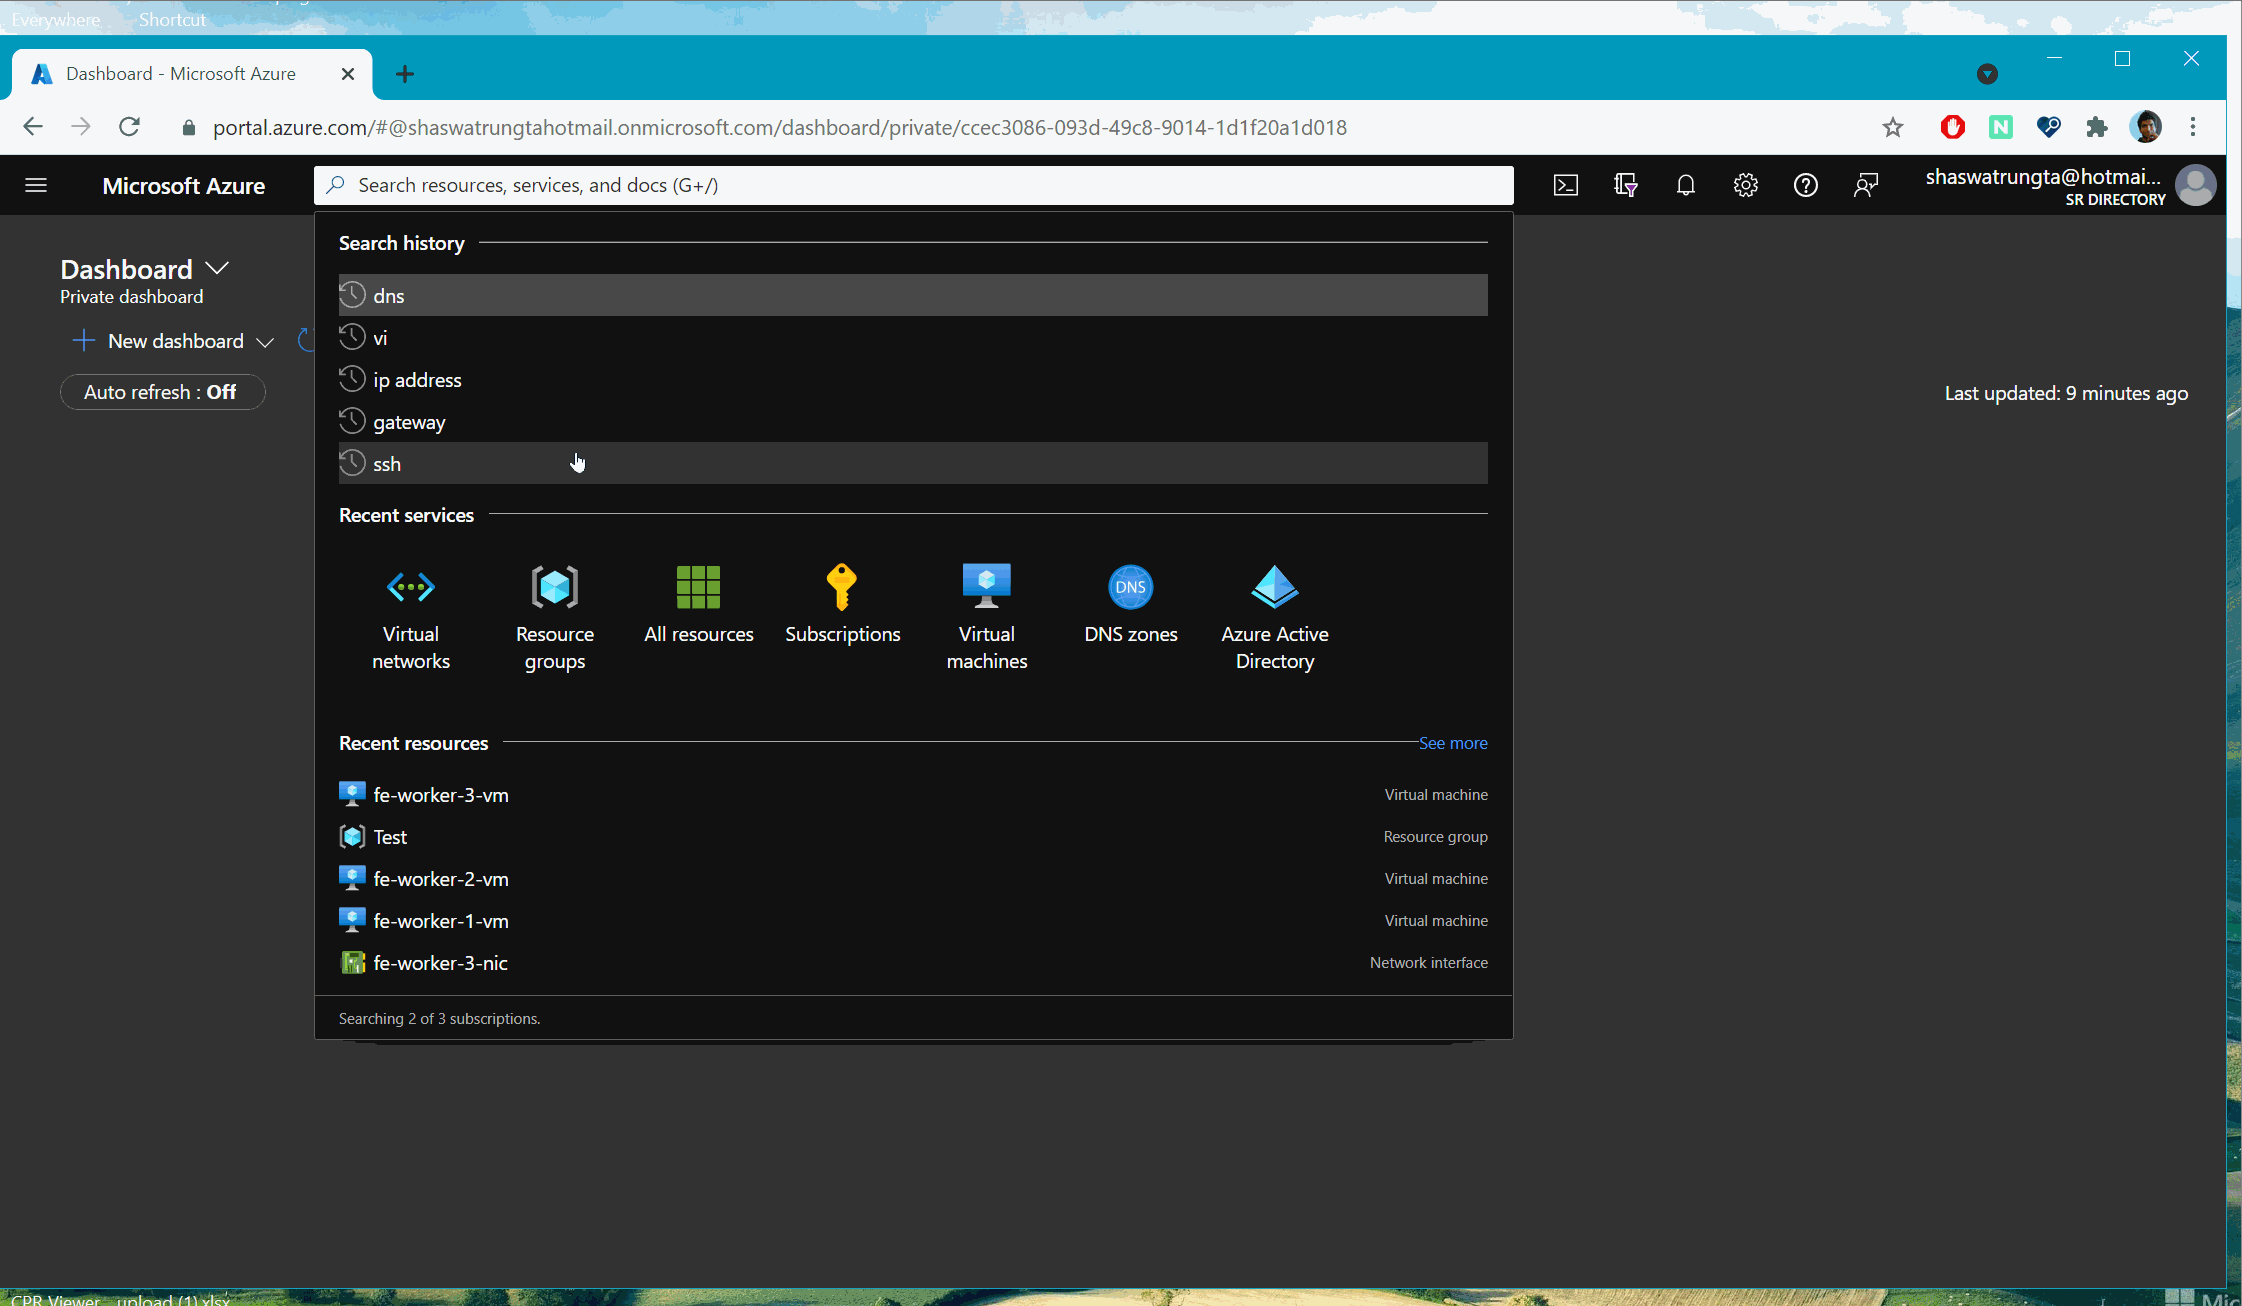 Everywhere Shortcut
Dashboard - Microsoft Azure
portal.azure.com/#@shaswatrungtahotmail.onmicrosoft.com/dashboard/private/ccec3086-093d-49c8-9014-1d1f20a1d018
N
Microsoft Azure
Search resources, services, and docs (G+/)
shaswatrungta@hotmai...
SR DIRECTORY
Dashboard
Private dashboard
New dashboard
Auto refresh : Off
Last updated: 9 minutes ago
Search history
dns
vi
ip address
gateway
ssh
Recent services
DNS
Virtual networks
Resource groups
All resources
Subscriptions
Virtual machines
DNS zones
Azure Active Directory
Recent resources
See more
fe-worker-3-vm Virtual machine
Test Resource group
fe-worker-2-vm Virtual machine
fe-worker-1-vm Virtual machine
fe-worker-3-nic Network interface
Searching 2 of 3 subscriptions.
CPR Viewer upload (1).xlsx